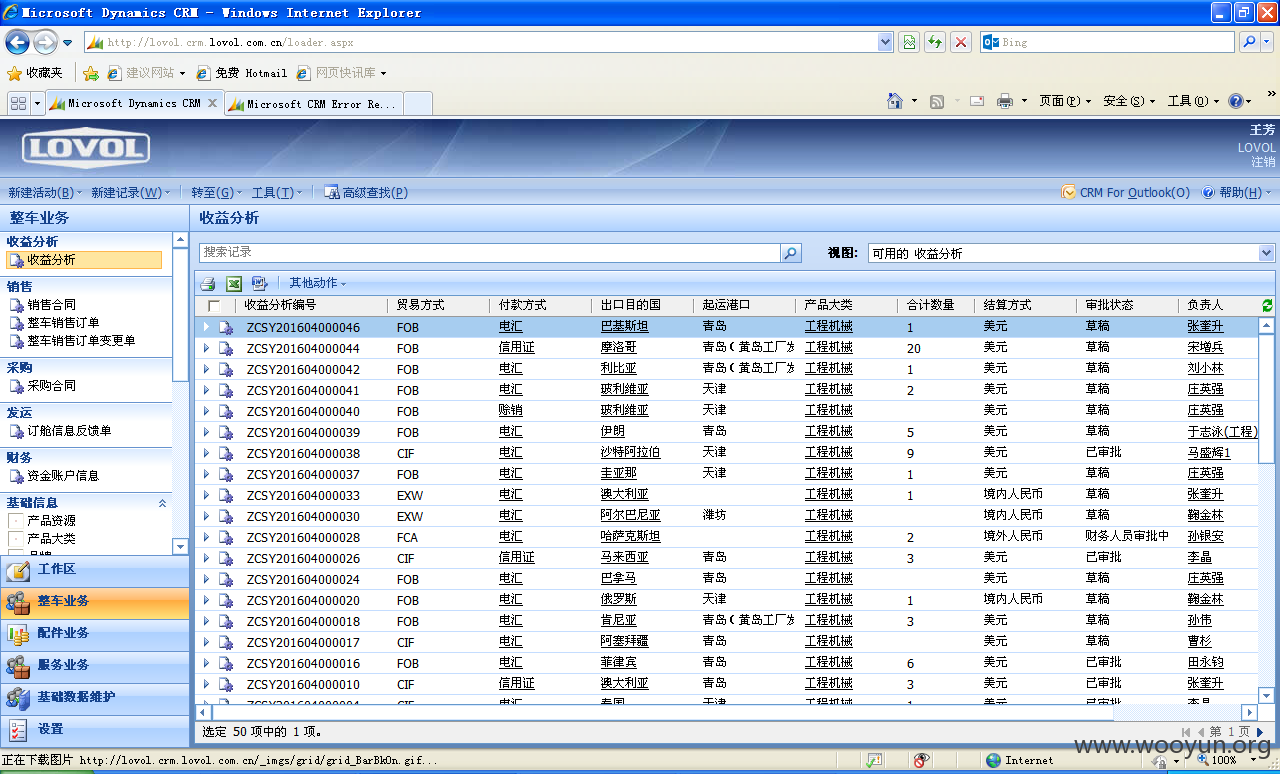 Microsoft Dynamics CRM - Windows Internet Explorer
http://lovol.crm.lovol.com.cn/loader.aspx
Bing
收藏夹 建议网站 免费 Hotmail 网页快讯库
Microsoft Dynamics CRM Microsoft CRM Error Re... 页面(P) 安全(S) 工具(O)
LOVOL
王芳
LOVOL
注销
新建活动(B) 新建记录(W) 转至(G) 工具(T) 高级查找(P) CRM For Outlook(O) 帮助(H)
整车业务
收益分析
收益分析
销售
销售合同
整车销售订单
整车销售订单变更单
采购
采购合同
发运
订舱信息反馈单
财务
资金账户信息
基础信息
产品资源
产品大类
工作区
整车业务
配件业务
服务业务
基础数据维护
设置
收益分析
搜索记录 视图: 可用的 收益分析
其他动作
收益分析编号 贸易方式 付款方式 出口目的国 起运港口 产品大类 合计数量 结算方式 审批状态 负责人
ZCSY201604000046 FOB 电汇 巴基斯坦 青岛 工程机械 1 美元 草稿 张奎升
ZCSY201604000044 FOB 信用证 摩洛哥 青岛(黄岛工厂发 工程机械 20 美元 草稿 宋增兵
ZCSY201604000042 FOB 电汇 利比亚 青岛(黄岛工厂发 工程机械 1 美元 草稿 刘小林
ZCSY201604000041 FOB 电汇 玻利维亚 天津 工程机械 2 美元 草稿 庄英强
ZCSY201604000040 FOB 赊销 玻利维亚 天津 工程机械 美元 草稿 庄英强
ZCSY201604000039 FOB 电汇 伊朗 青岛 工程机械 5 美元 草稿 于志泳(工程)
ZCSY201604000038 CIF 电汇 沙特阿拉伯 天津 工程机械 9 美元 已审批 马盛辉1
ZCSY201604000037 FOB 电汇 圭亚那 天津 工程机械 1 美元 草稿 庄英强
ZCSY201604000033 EXW 电汇 澳大利亚 工程机械 1 境内人民币 草稿 张奎升
ZCSY201604000030 EXW 电汇 阿尔巴尼亚 潍坊 工程机械 境内人民币 草稿 鞠金林
ZCSY201604000028 FCA 电汇 哈萨克斯坦 工程机械 2 境外人民币 财务人员审批中 孙银安
ZCSY201604000026 CIF 信用证 马来西亚 青岛 工程机械 3 美元 已审批 李晶
ZCSY201604000024 FOB 电汇 巴拿马 青岛 工程机械 美元 草稿 庄英强
ZCSY201604000020 FOB 电汇 俄罗斯 天津 工程机械 1 境内人民币 草稿 鞠金林
ZCSY201604000018 FOB 电汇 肯尼亚 青岛(黄岛工厂发 工程机械 3 美元 草稿 孙伟
ZCSY201604000017 CIF 电汇 阿塞拜疆 青岛 工程机械 美元 草稿 曹杉
ZCSY201604000016 FOB 电汇 菲律宾 青岛 工程机械 6 美元 已审批 田永钧
ZCSY201604000010 CIF 信用证 澳大利亚 青岛 工程机械 3 美元 草稿 张奎升
选定 50 项中的 1 项。 第 1 页
www.wooyun.org
正在下载图片 http://lovol.crm.lovol.com.cn/_imgs/grid/grid_BarBkOn.gif... Internet 100%